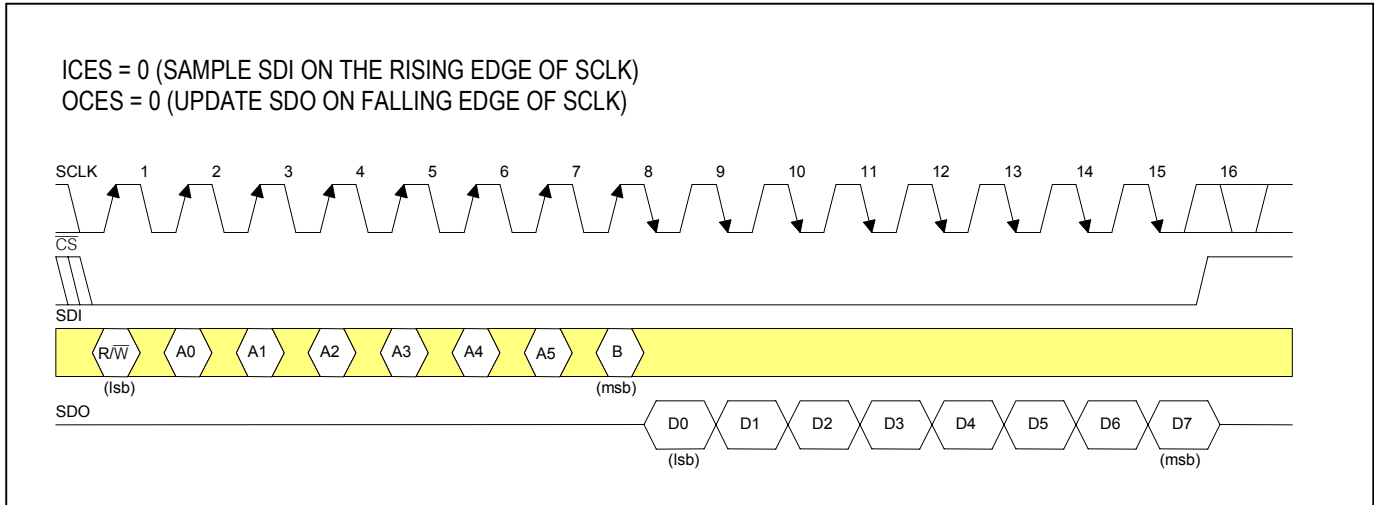 ICES = 0 (SAMPLE SDI ON THE RISING EDGE OF SCLK)
OCES = 0 (UPDATE SDO ON FALLING EDGE OF SCLK)
SCLK 1 2 3 4 5 6 7 8 9 10 11 12 13 14 15 16
C̅S̅
SDI
R/W̅ A0 A1 A2 A3 A4 A5 B
(lsb) (msb)
SDO
D0 D1 D2 D3 D4 D5 D6 D7
(lsb) (msb)